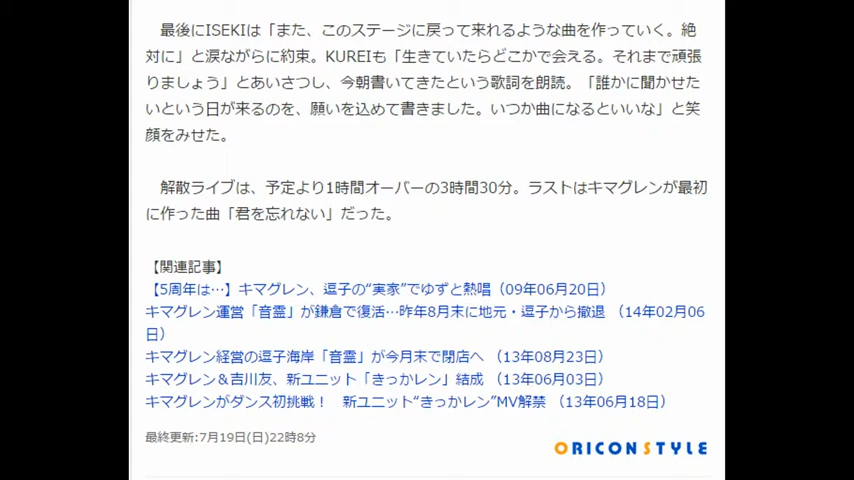 最後にISEKIは「また、このステージに戻って来れるような曲を作っていく。絶
対に」と涙ながらに約束。KUREIも「生きていたらどこかで会える。それまで頑張
りましょう」とあいさつし、今朝書いてきたという歌詞を朗読。「誰かに聞かせた
いという日が来るのを、願いを込めて書きました。いつか曲になるといいな」と笑
顔をみせた。
解散ライブは、予定より1時間オーバーの3時間30分。ラストはキマグレンが最初
に作った曲「君を忘れない」だった。
【関連記事】
【5周年は…】キマグレン、逗子の“実家”でゆずと熱唱（09年06月20日）
キマグレン運営「音霊」が鎌倉で復活…昨年8月末に地元・逗子から撤退 （14年02月06
日）
キマグレン経営の逗子海岸「音霊」が今月末で閉店へ （13年08月23日）
キマグレン＆吉川友、新ユニット「きっかレン」結成 （13年06月03日）
キマグレンがダンス初挑戦！　新ユニット“きっかレン”MV解禁 （13年06月18日）
最終更新:7月19日(日)22時8分
ORICON STYLE